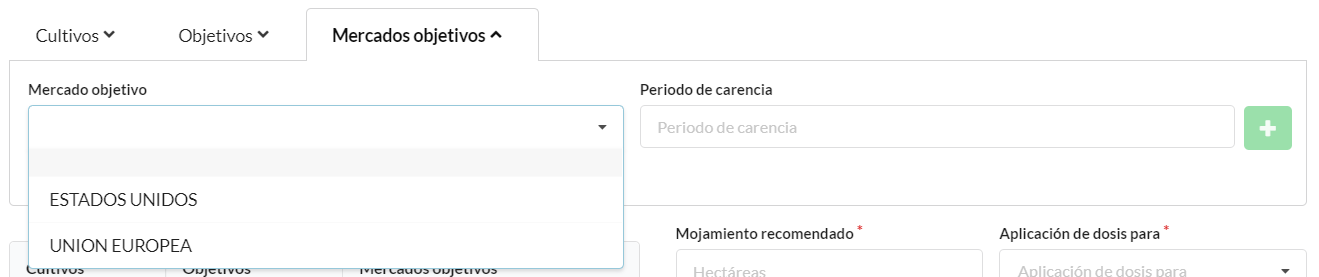 Cultivos
Objetivos
Mercados objetivos
Mercado objetivo
Periodo de carencia
Periodo de carencia
ESTADOS UNIDOS
UNION EUROPEA
Mojamiento recomendado *
Aplicación de dosis para *
Cultivos
Objetivos
Mercados objetivos
Hectáreas
Aplicación de dosis para